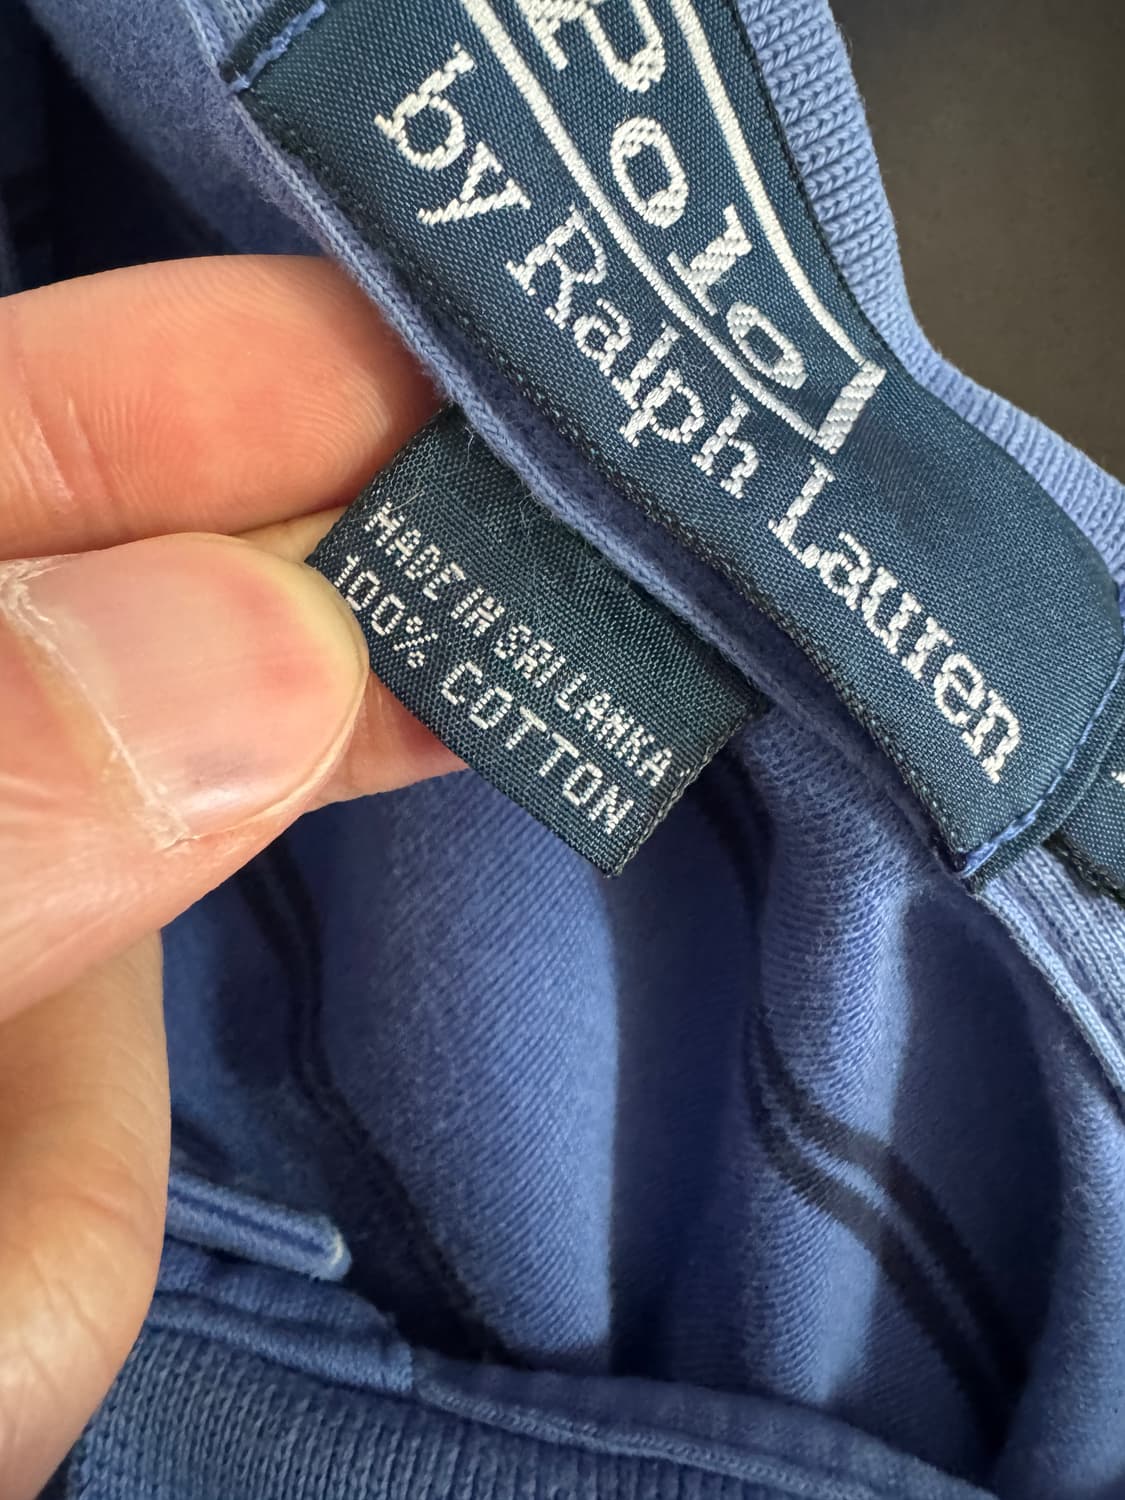 Polo
by Ralph Lauren
MADE IN SRI LANKA
100% COTTON